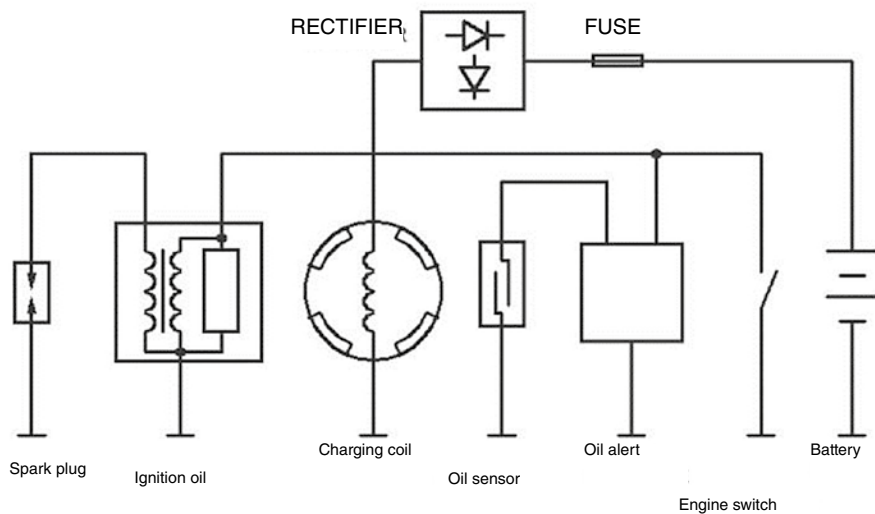 RECTIFIER
FUSE
Spark plug
Ignition oil
Charging coil
Oil sensor
Oil alert
Engine switch
Battery